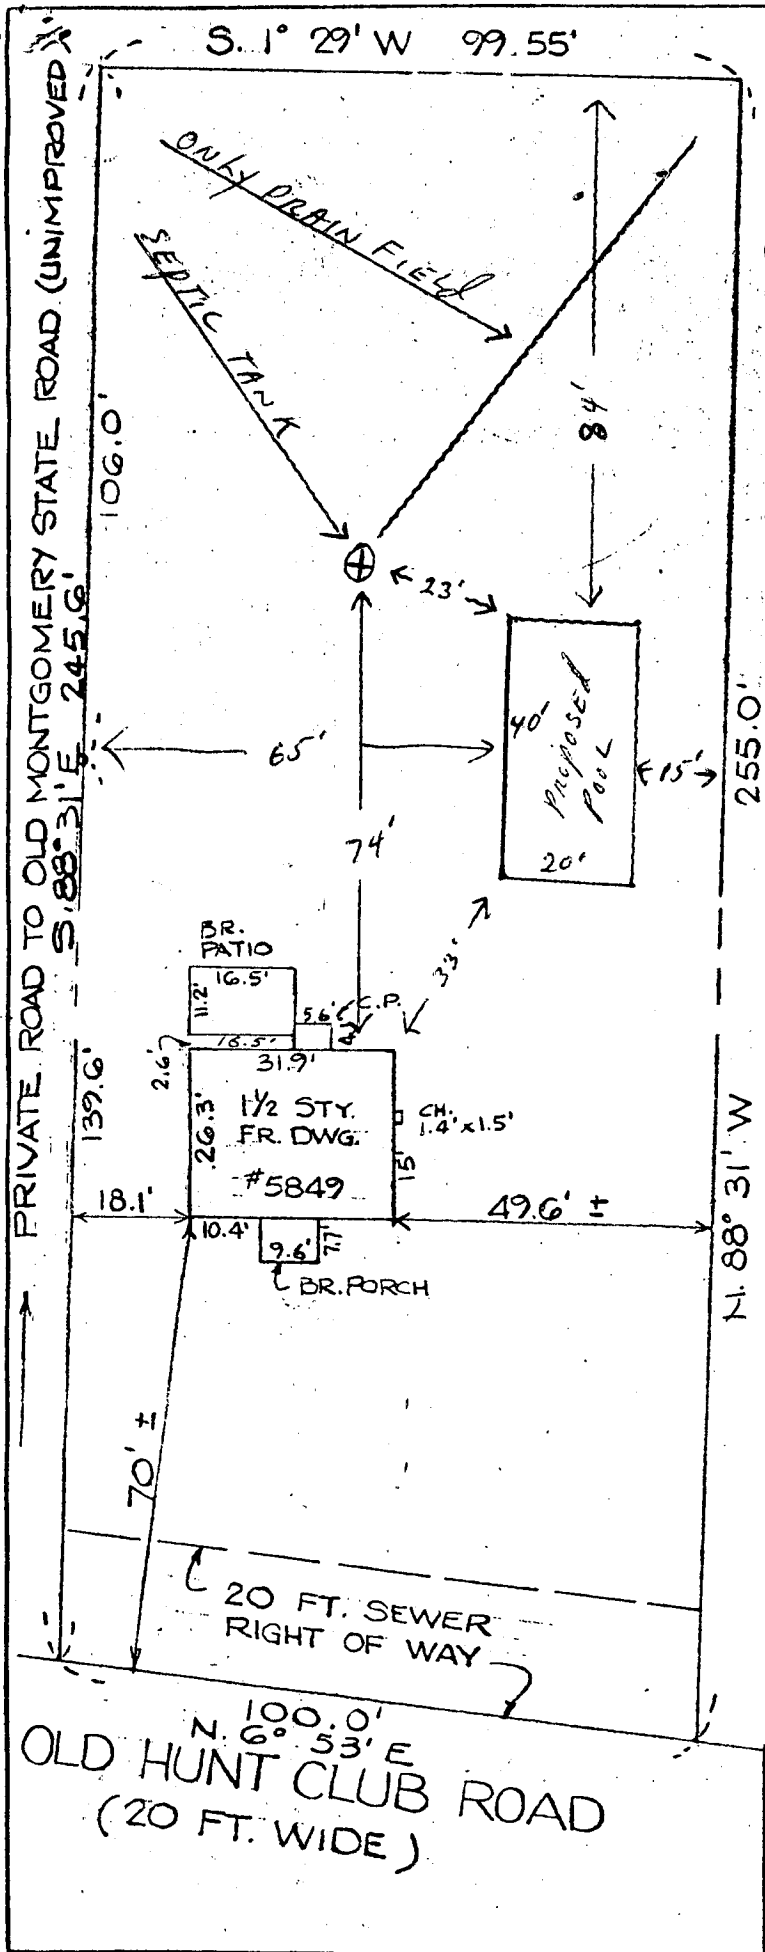 S. 1° 29' W 99.55'
PRIVATE ROAD TO OLD MONTGOMERY STATE ROAD (UNIMPROVED)
S. 88° 31' E 245.6'
106.0'
139.6'
ONLY DRAIN FIELD
SEPTIC TANK
84'
23'
65'
40'
PROPOSED
POOL
20'
15'
255.0'
N. 88° 31' W
74'
33'
BR.
PATIO
16.5'
11.2'
5.6'
C.P.
16.5'
2.6'
31.9'
26.3'
1½ STY.
FR. DWG.
#5849
CH.
1.4' x 1.5'
15'
18.1'
49.6' ±
10.4'
9.6'
7.7'
BR. PORCH
70' ±
20 FT. SEWER
RIGHT OF WAY
100.0'
N. 6° 53' E
OLD HUNT CLUB ROAD
(20 FT. WIDE)